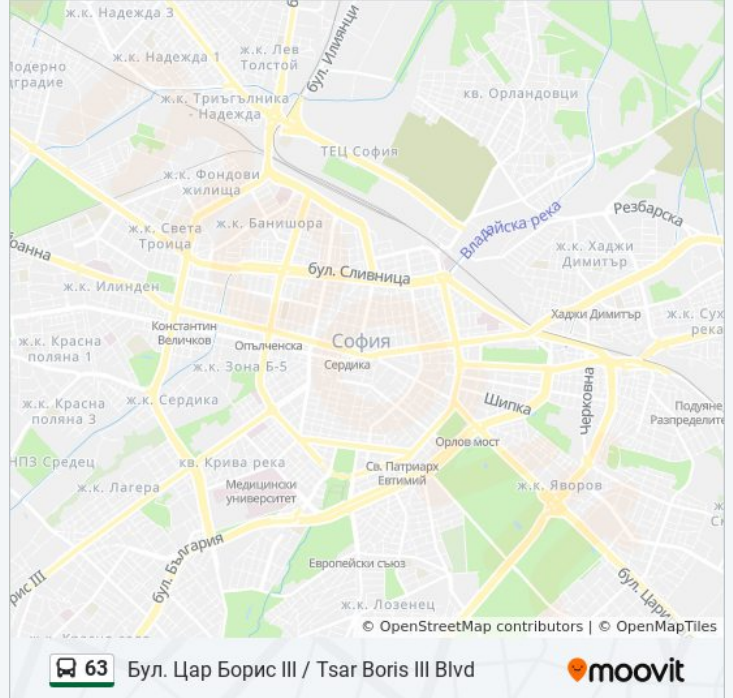 ж.к. Надежда 3
ж.к. Надежда 1
ж.к. Лев
Толстой
бул. Илиянци
ж.к. Триъгълника
- Надежда
кв. Орландовци
ТЕЦ София
ж.к. Фондови
жилища
ж.к. Света
Троица
ж.к. Банишора
Владайска река
Резбарска
ж.к. Хаджи
Димитър
бул. Сливница
ж.к. Илинден
Константин
Величков
Опълченска
София
Сердика
Хаджи Димитър
ж.к. Сух
река
ж.к. Красна
поляна 1
ж.к. Зона Б-5
ж.к. Красна
поляна 3
ж.к. Сердика
Шипка
Черковна
Подуяне
Разпределите
Орлов мост
НПЗ Средец
кв. Крива река
Св. Патриарх
Евтимий
ж.к. Лагера
Медицински
университет
ж.к. Яворов
бул. България
Европейски съюз
рис III
ж.к. Лозенец
бул. Цари
© OpenStreetMap contributors | © OpenMapTiles
63 Бул. Цар Борис III / Tsar Boris III Blvd
moovit